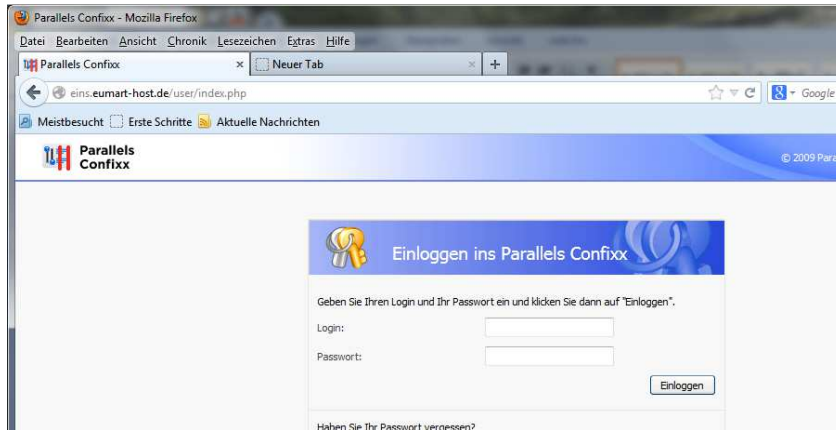 Parallels Confixx - Mozilla Firefox
Datei Bearbeiten Ansicht Chronik Lesezeichen Extras Hilfe
Parallels Confixx × Neuer Tab × +
eins.eumart-host.de/user/index.php
8 Google
Meistbesucht Erste Schritte Aktuelle Nachrichten
Parallels
Confixx
© 2009 Para
Einloggen ins Parallels Confixx
Geben Sie Ihren Login und Ihr Passwort ein und klicken Sie dann auf "Einloggen".
Login:
Passwort:
Einloggen
Haben Sie Ihr Passwort vergessen?